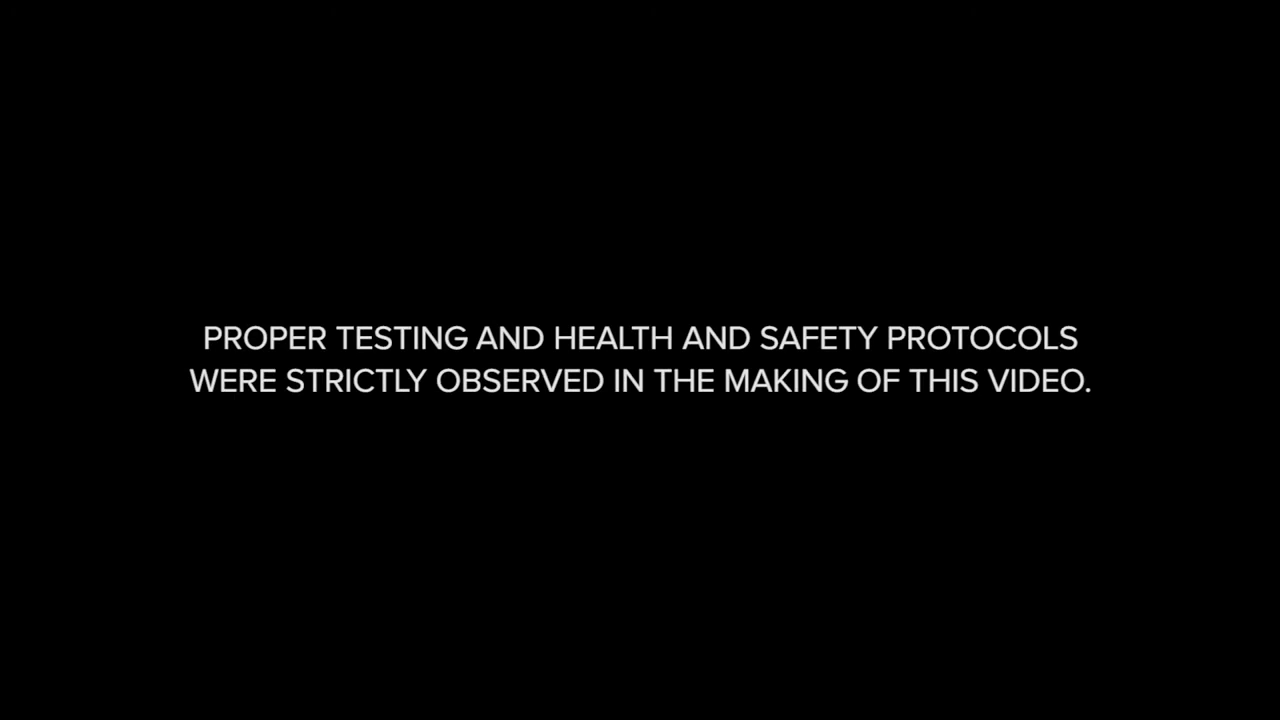 PROPER TESTING AND HEALTH AND SAFETY PROTOCOLS
WERE STRICTLY OBSERVED IN THE MAKING OF THIS VIDEO.